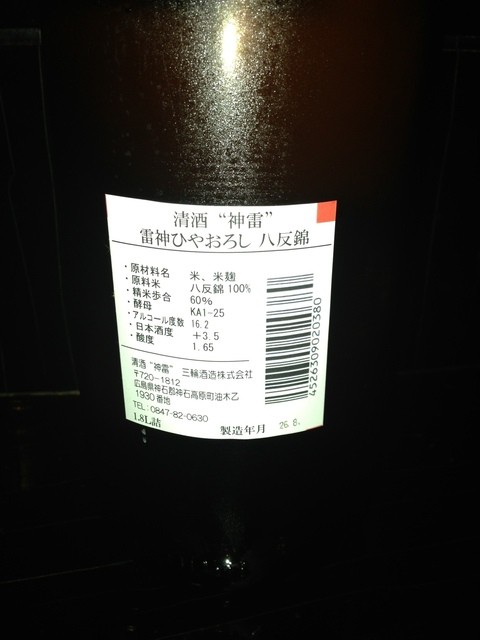 清酒 “神雷”
雷神ひやおろし 八反錦
・原材料名 米、米麹
・原料米 八反錦 100%
・精米歩合 60%
・酵母 KA1-25
・アルコール度数 16.2
・日本酒度 +3.5
・酸度 1.65
4526309020380
清酒 “神雷” 三輪酒造株式会社
〒720-1812
広島県神石郡神石高原町油木乙
1930番地
TEL:0847-82-0630
1.8L詰 製造年月 26.8.